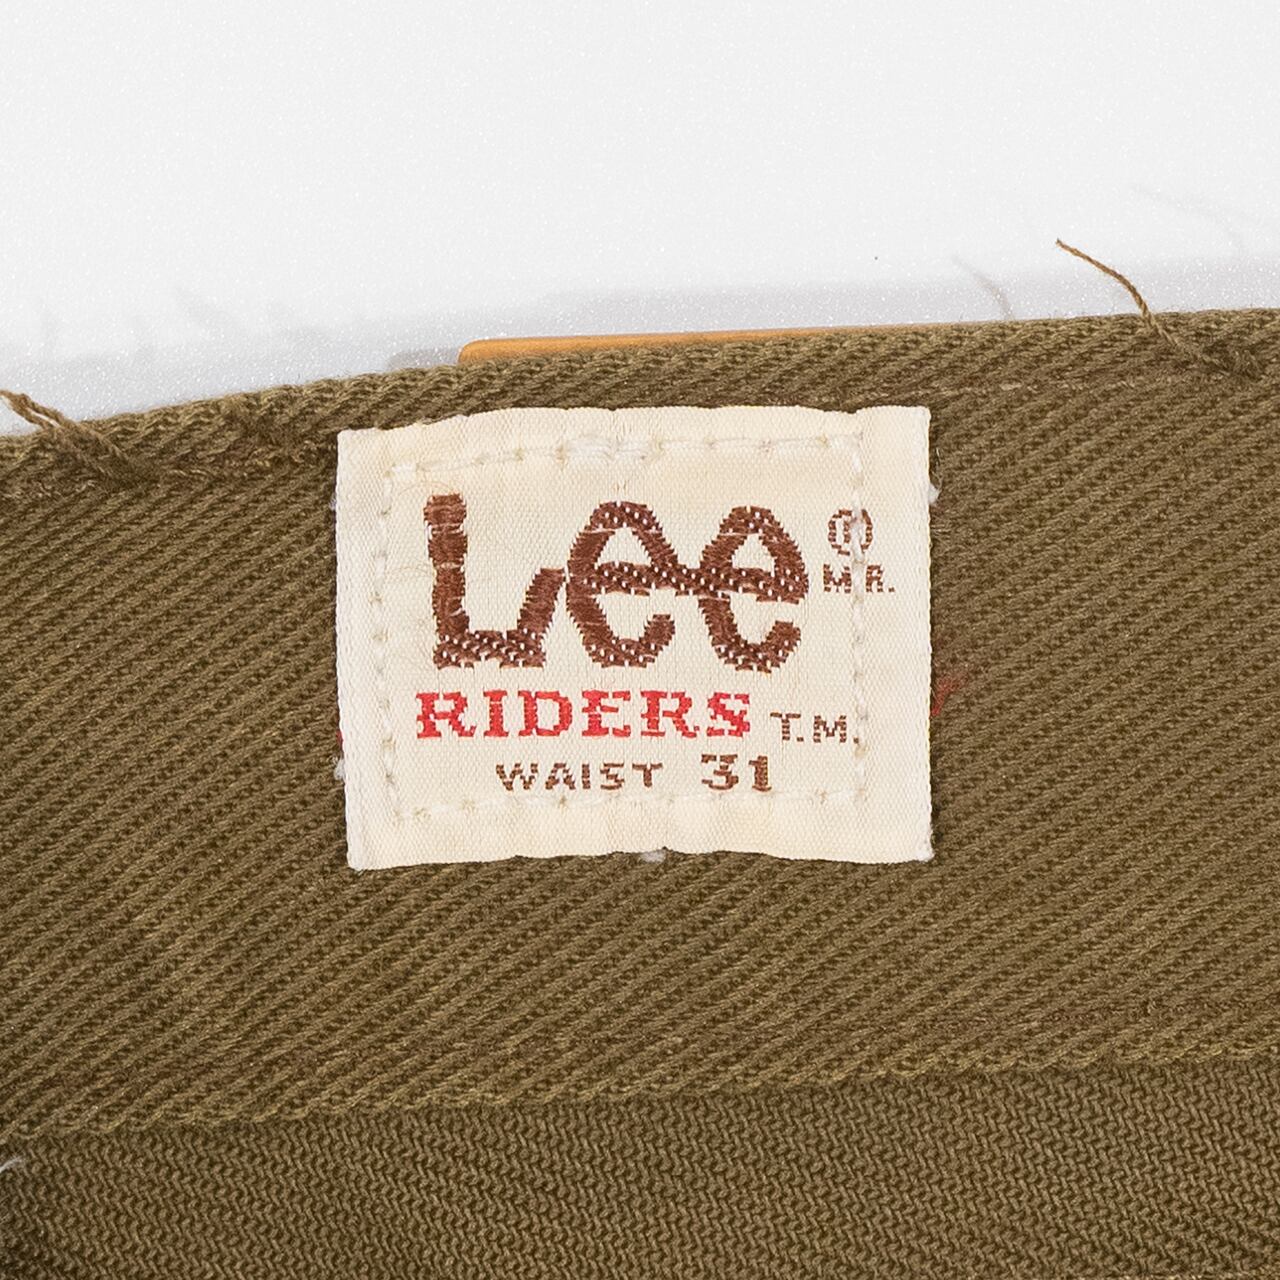 Lee ®
M.R.
RIDERS T.M.
WAIST 31